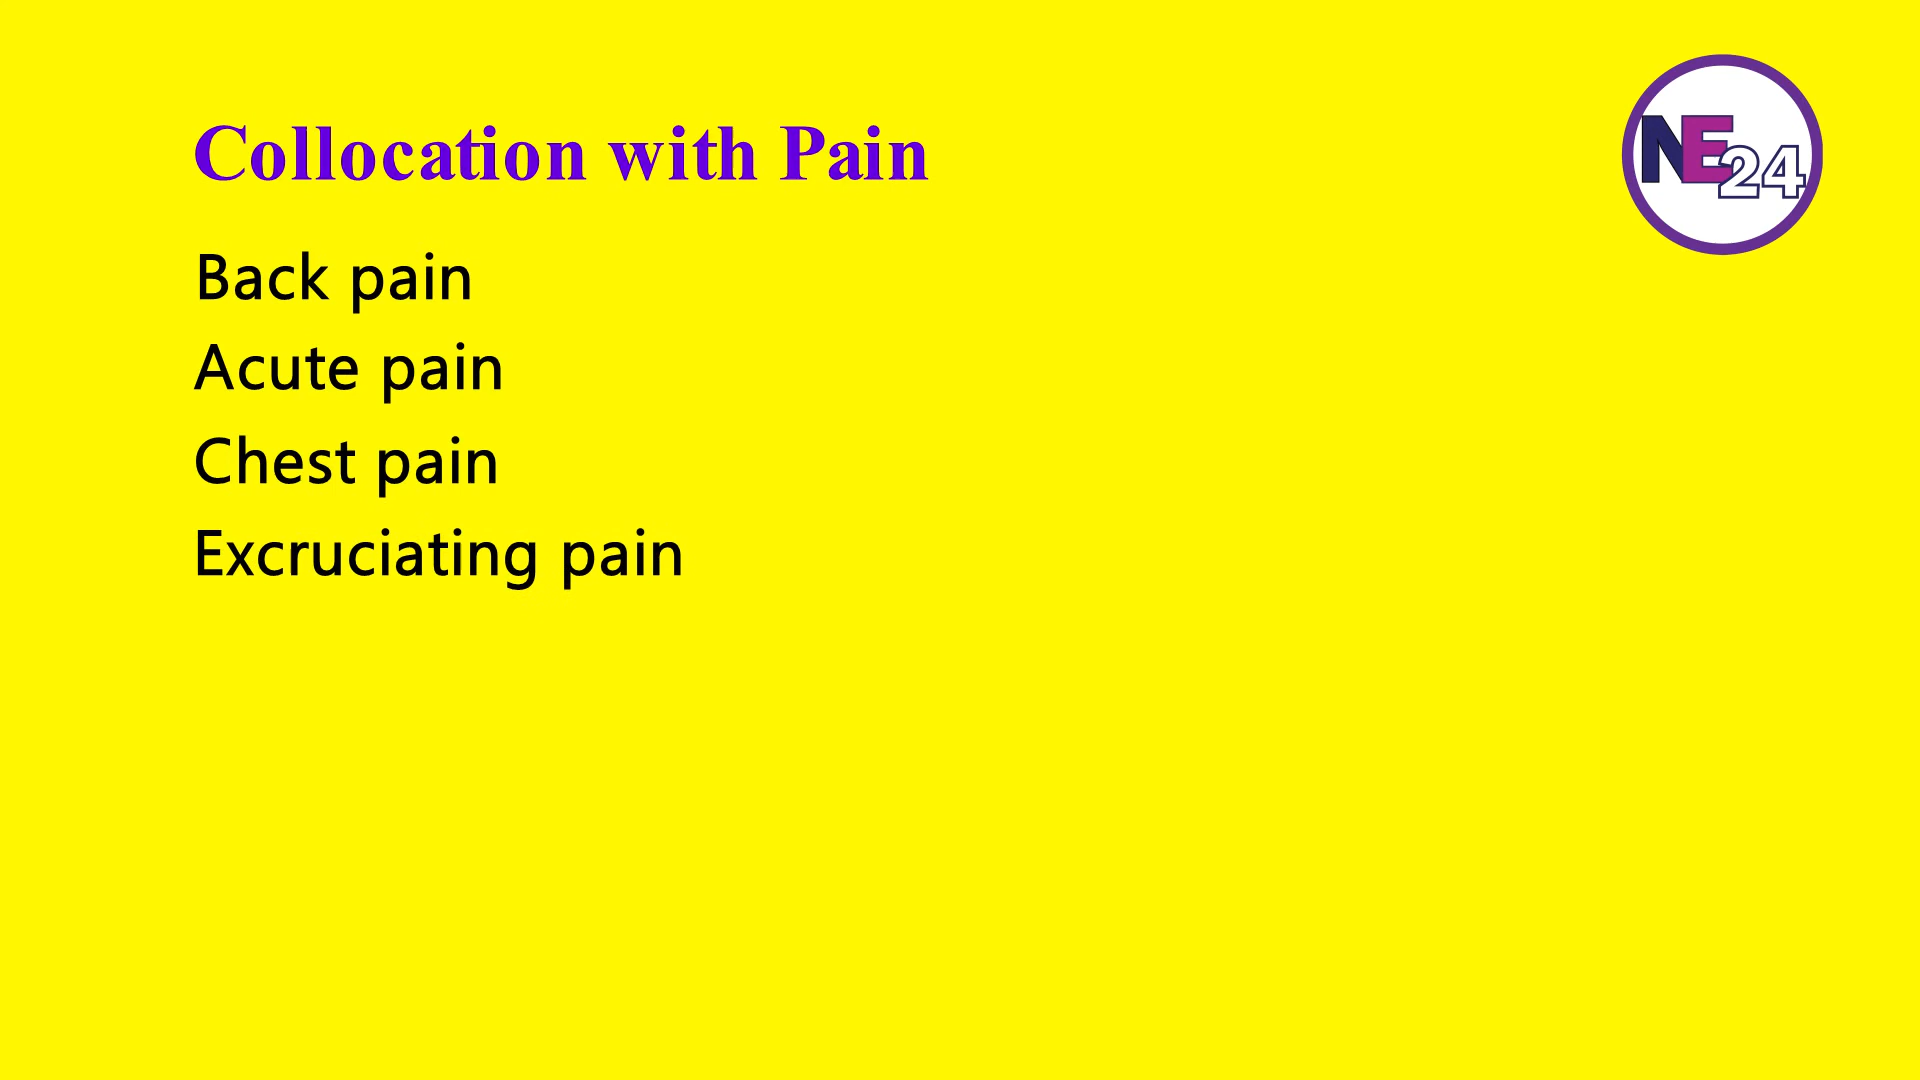 Collocation with Pain
NE24
Back pain
Acute pain
Chest pain
Excruciating pain